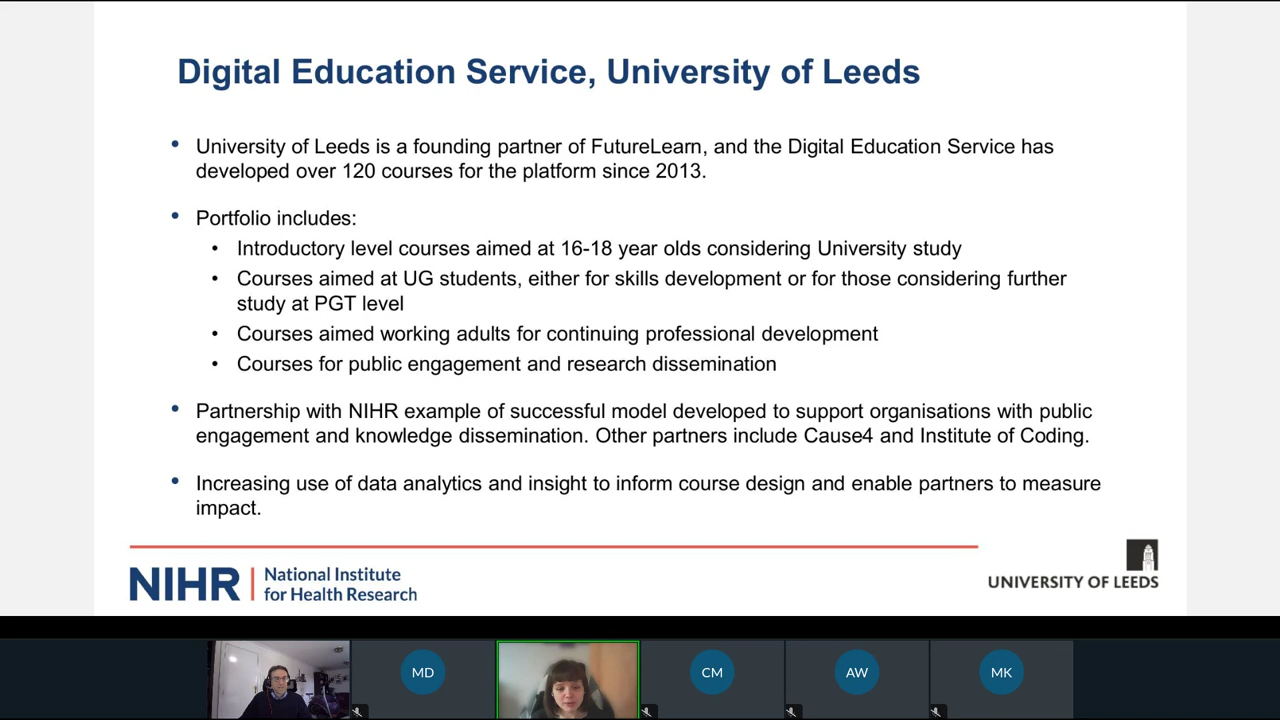 Digital Education Service, University of Leeds
• University of Leeds is a founding partner of FutureLearn, and the Digital Education Service has
developed over 120 courses for the platform since 2013.
• Portfolio includes:
• Introductory level courses aimed at 16-18 year olds considering University study
• Courses aimed at UG students, either for skills development or for those considering further
study at PGT level
• Courses aimed working adults for continuing professional development
• Courses for public engagement and research dissemination
• Partnership with NIHR example of successful model developed to support organisations with public
engagement and knowledge dissemination. Other partners include Cause4 and Institute of Coding.
• Increasing use of data analytics and insight to inform course design and enable partners to measure
impact.
NIHR | National Institute
for Health Research
UNIVERSITY OF LEEDS
MD
CM
AW
MK